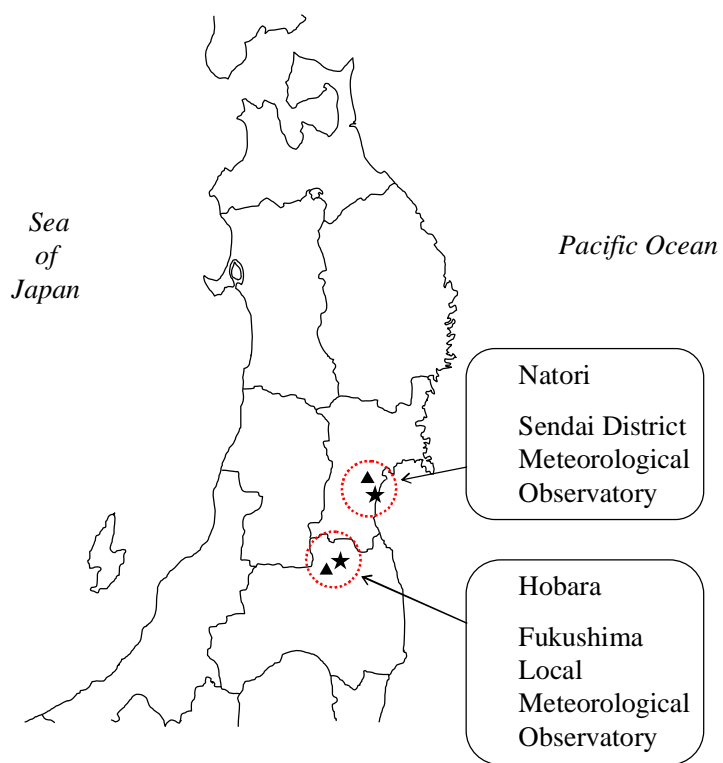 Sea
of
Japan
Pacific Ocean
Natori
Sendai District
Meteorological
Observatory
Hobara
Fukushima
Local
Meteorological
Observatory